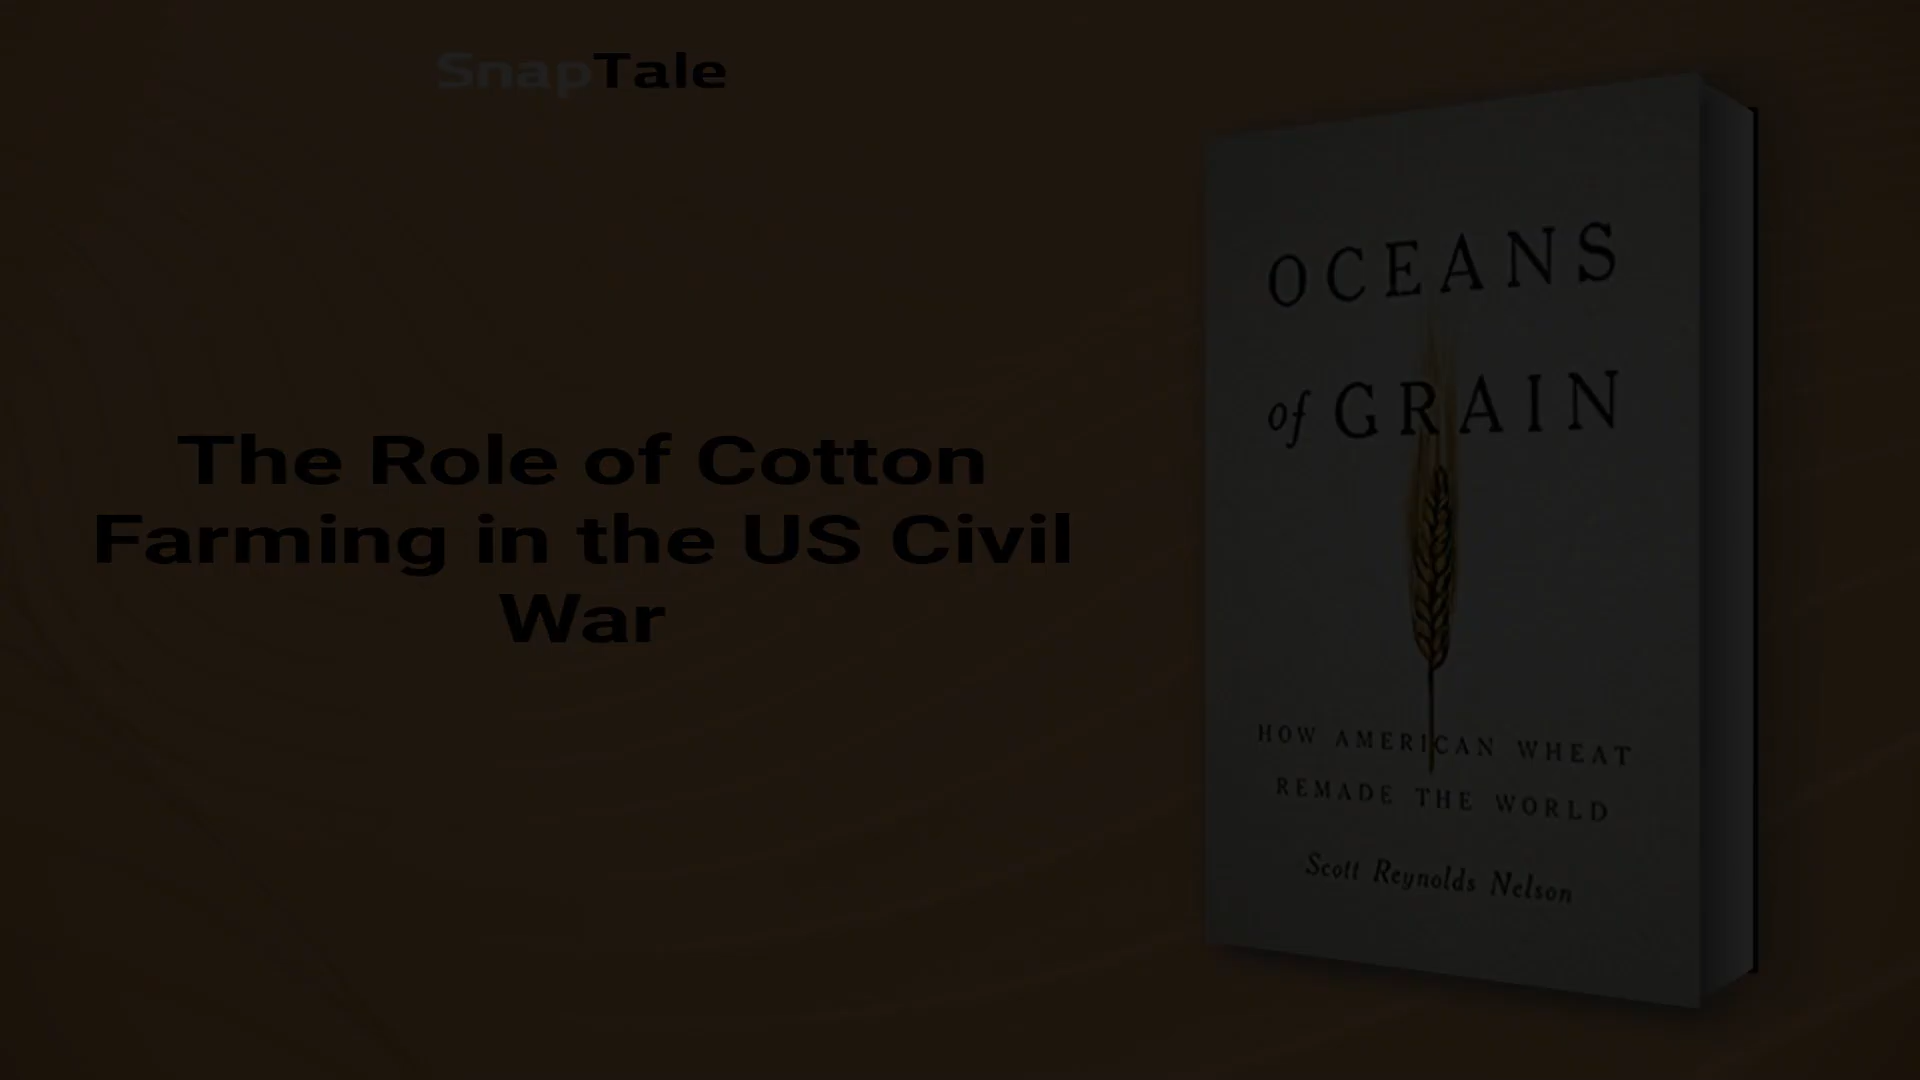 SnapTale
The Role of Cotton
Farming in the US Civil
War
OCEANS
of GRAIN
HOW AMERICAN WHEAT
REMADE THE WORLD
Scott Reynolds Nelson